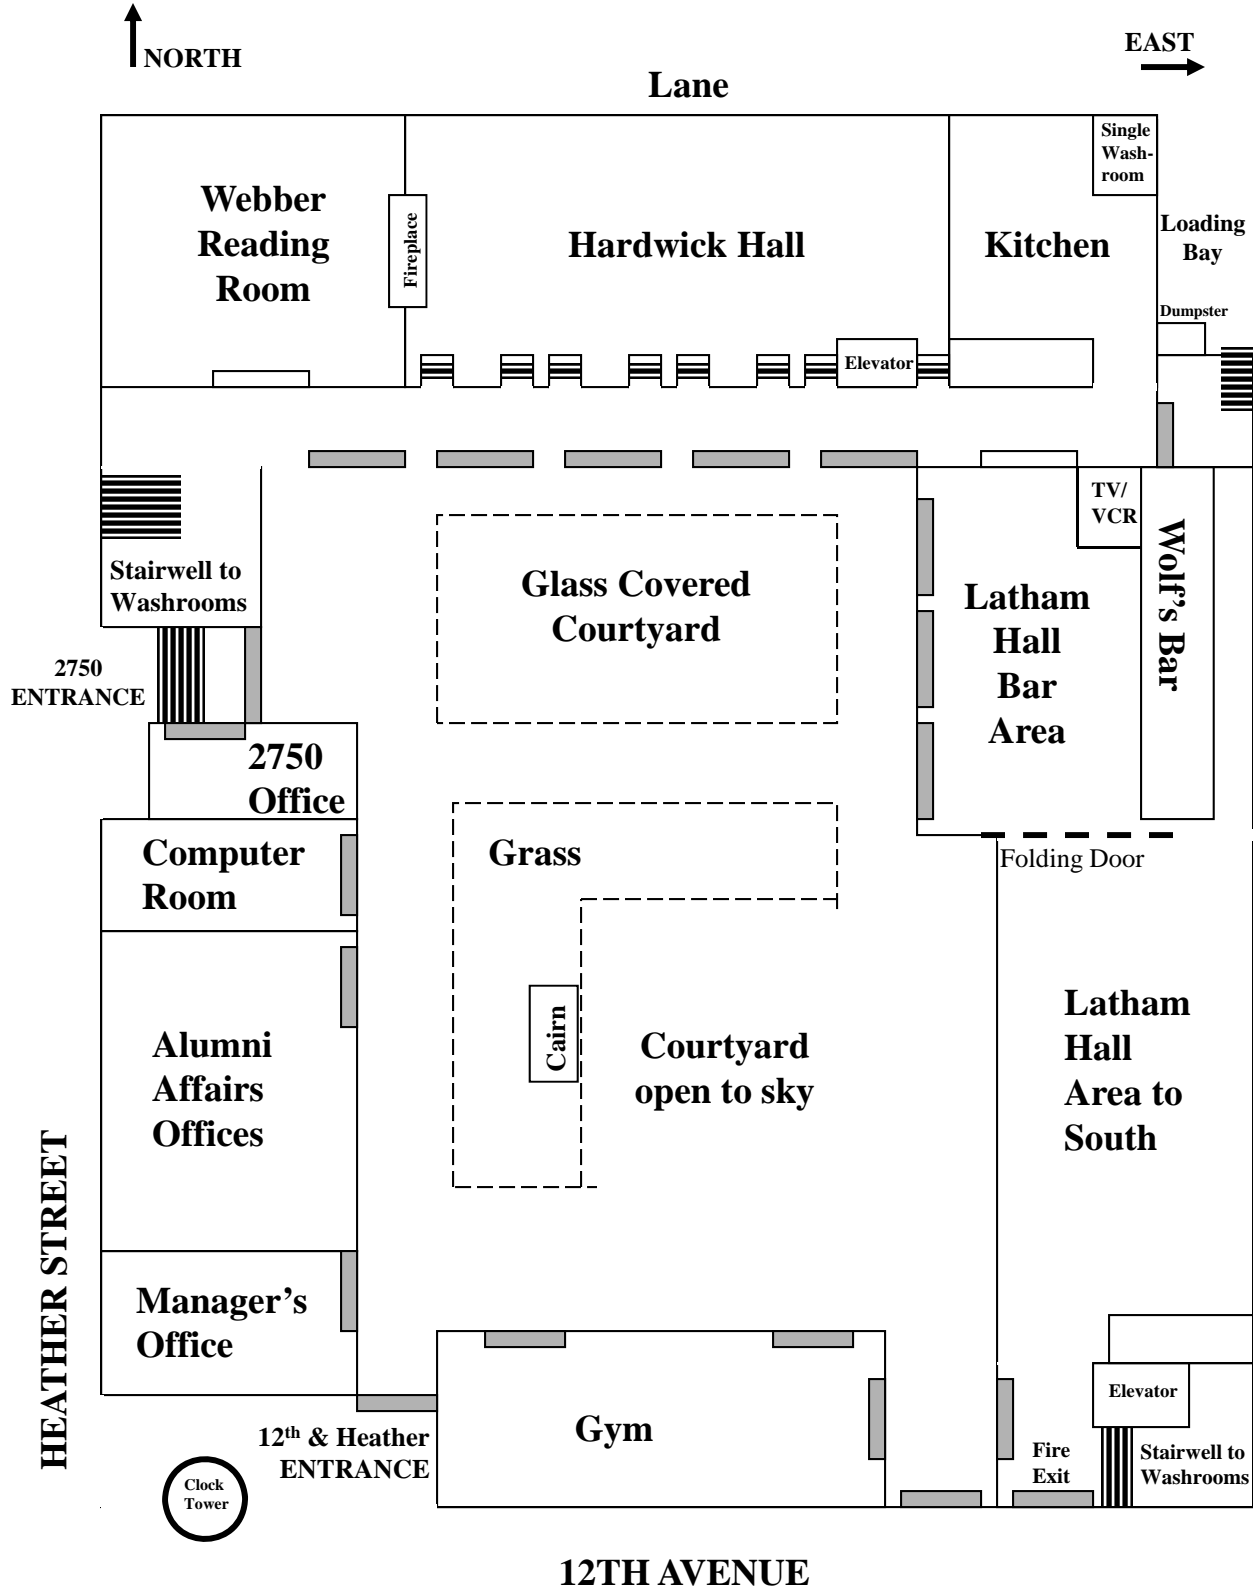 NORTH
EAST
Lane
Single
Wash-
room
Webber
Reading
Room
Fireplace
Hardwick Hall
Kitchen
Loading
Bay
Dumpster
Elevator
TV/
VCR
Wolf's Bar
Stairwell to
Washrooms
Glass Covered
Courtyard
Latham
Hall
Bar
Area
2750
ENTRANCE
2750
Office
Computer
Room
Grass
Folding Door
Cairn
Courtyard
open to sky
Latham
Hall
Area to
South
Alumni
Affairs
Offices
HEATHER STREET
Manager’s
Office
Elevator
12th & Heather
ENTRANCE
Gym
Fire
Exit
Stairwell to
Washrooms
Clock
Tower
12TH AVENUE